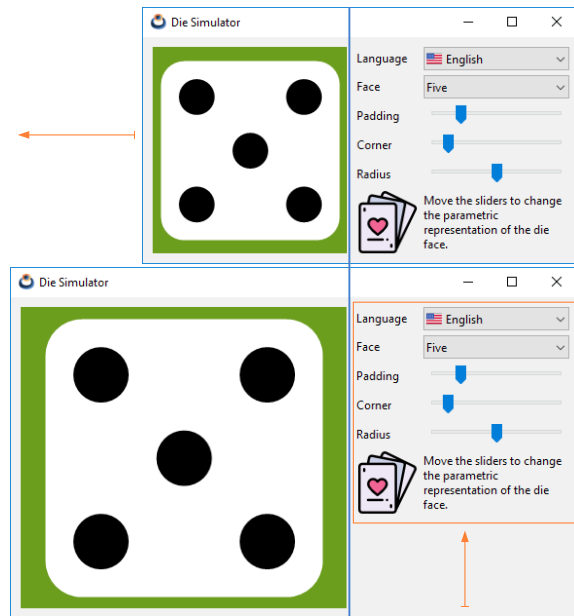 Die Simulator
Language English
Face Five
Padding
Corner
Radius
Move the sliders to change
the parametric
representation of the die
face.
Die Simulator
Language English
Face Five
Padding
Corner
Radius
Move the sliders to change
the parametric
representation of the die
face.